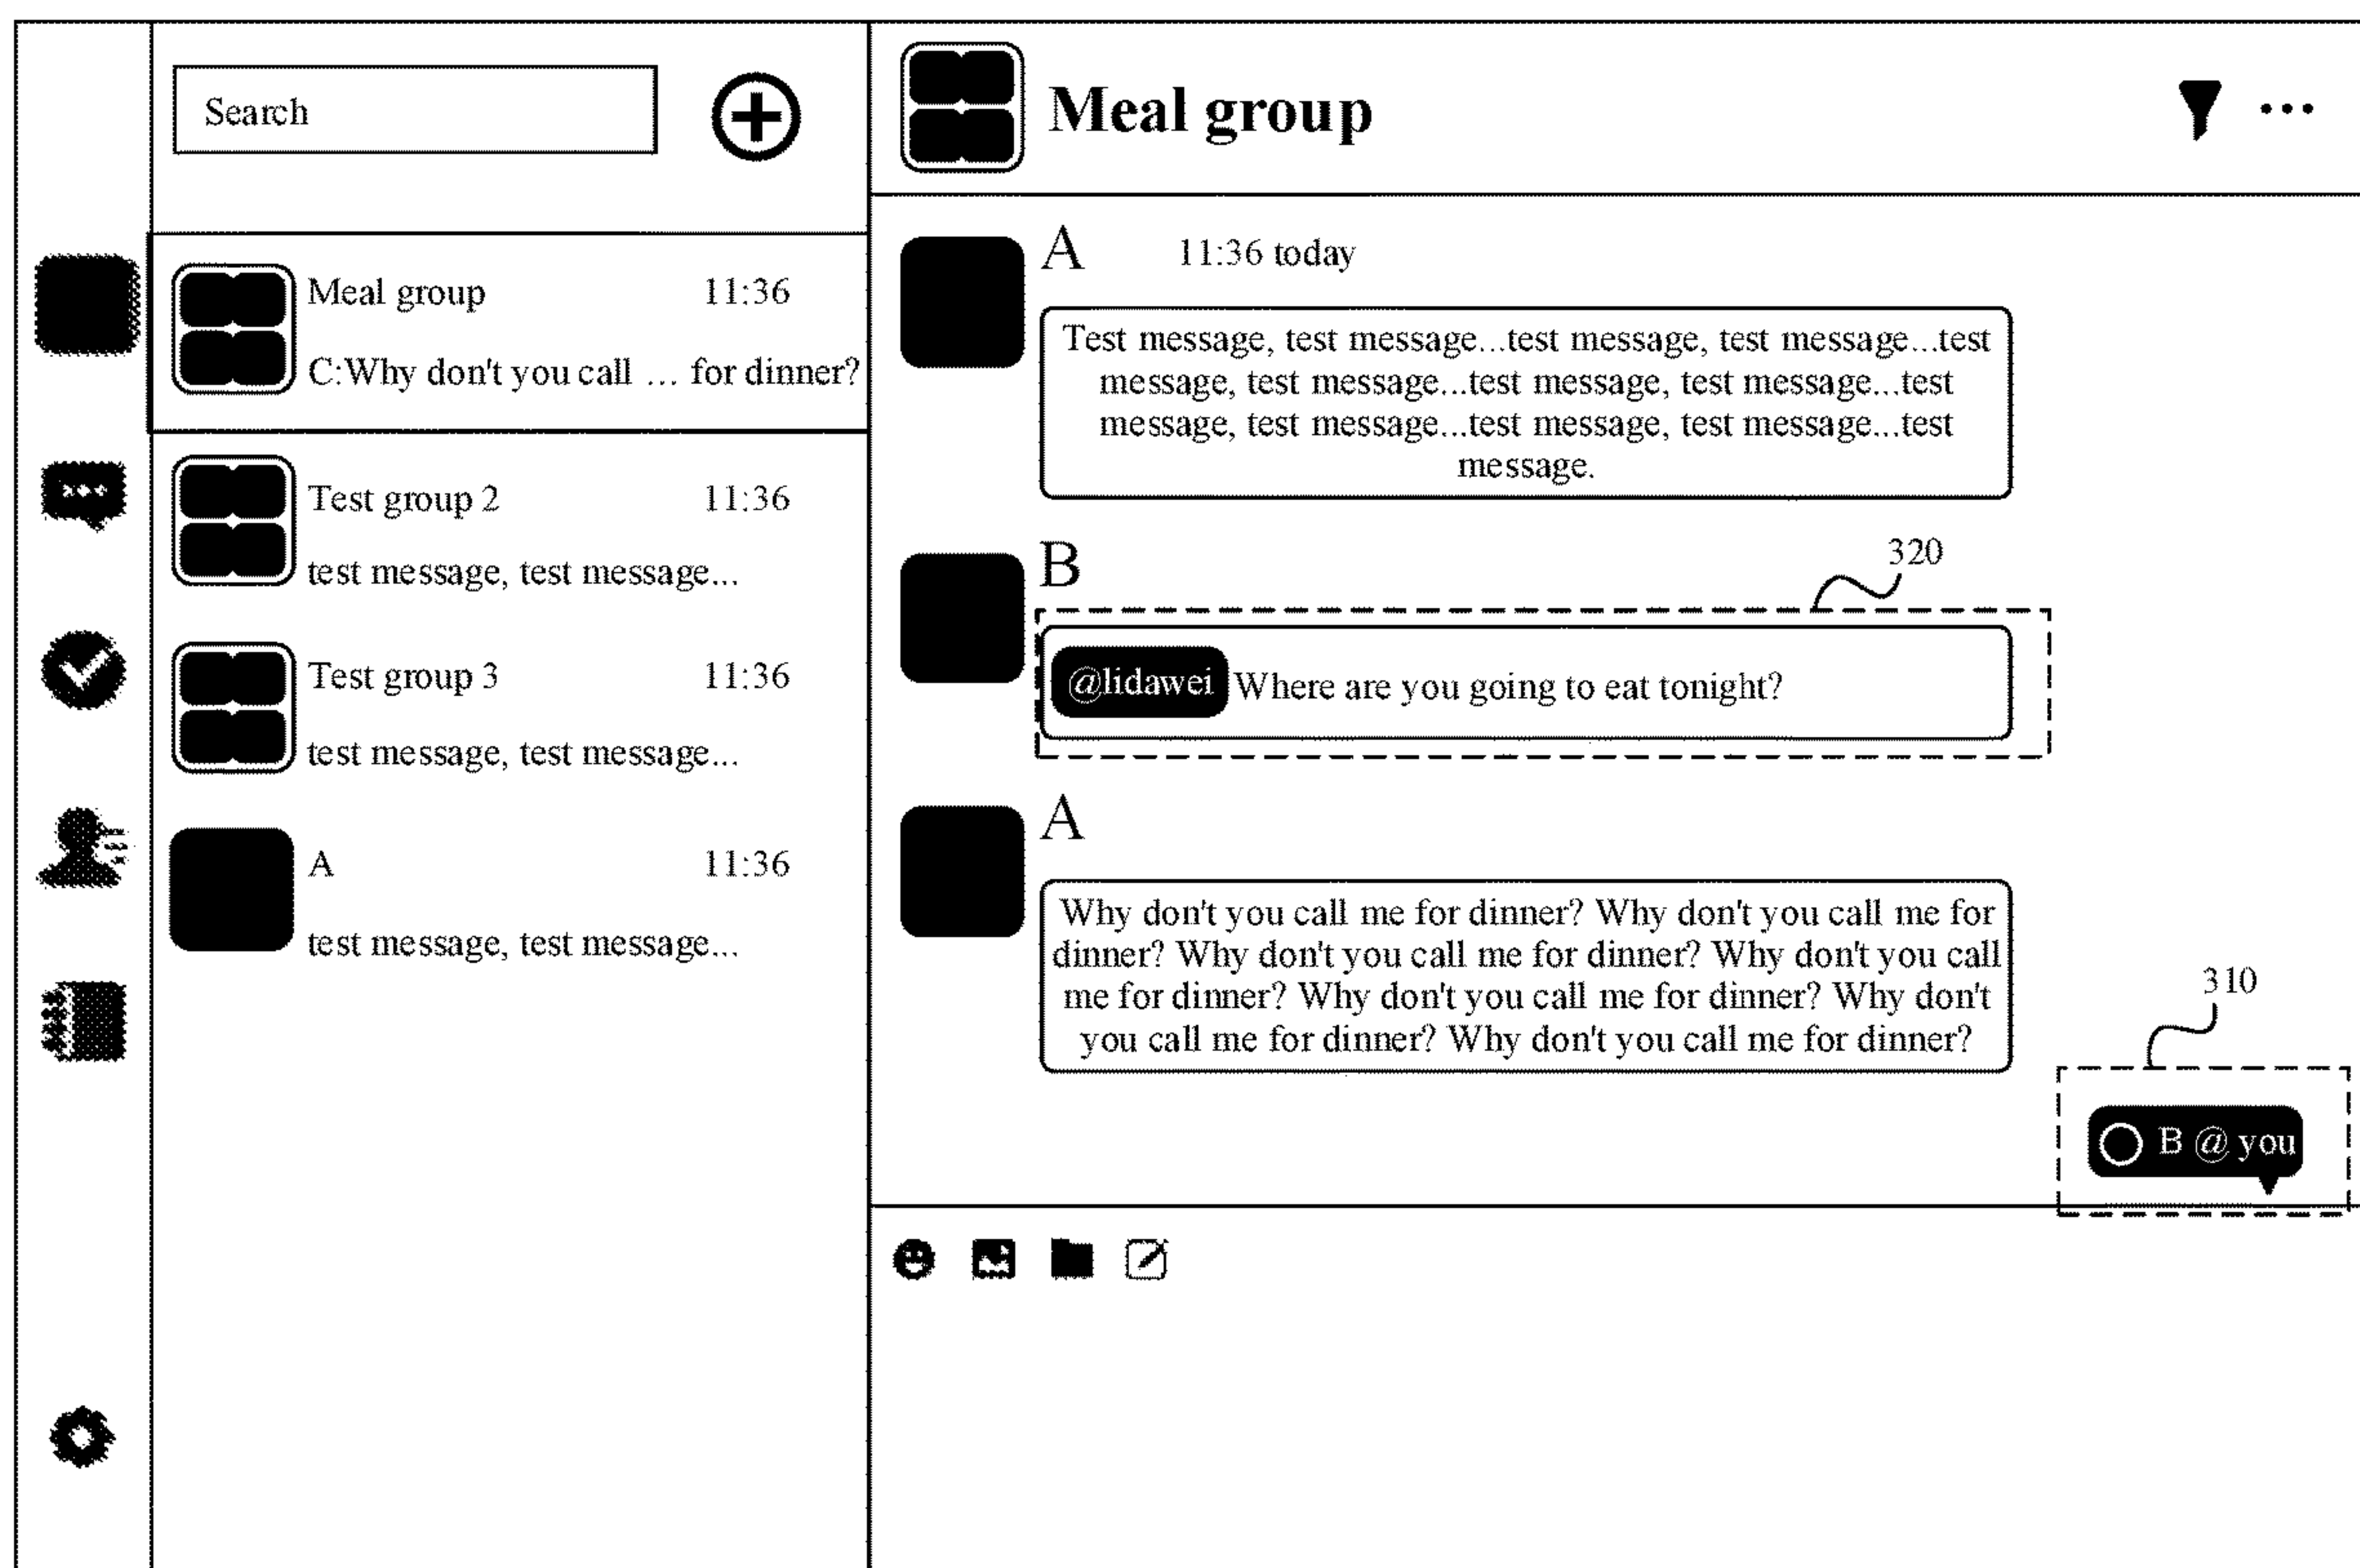 Search
Meal group 11:36
C:Why don't you call ... for dinner?
Test group 2 11:36
test message, test message...
Test group 3 11:36
test message, test message...
A 11:36
test message, test message...
Meal group
...
A 11:36 today
Test message, test message...test message, test message...test
message, test message...test message, test message...test
message, test message...test message, test message...test
message.
B
320
@lidawei Where are you going to eat tonight?
A
Why don't you call me for dinner? Why don't you call me for
dinner? Why don't you call me for dinner? Why don't you call
me for dinner? Why don't you call me for dinner? Why don't
you call me for dinner? Why don't you call me for dinner?
310
B @ you